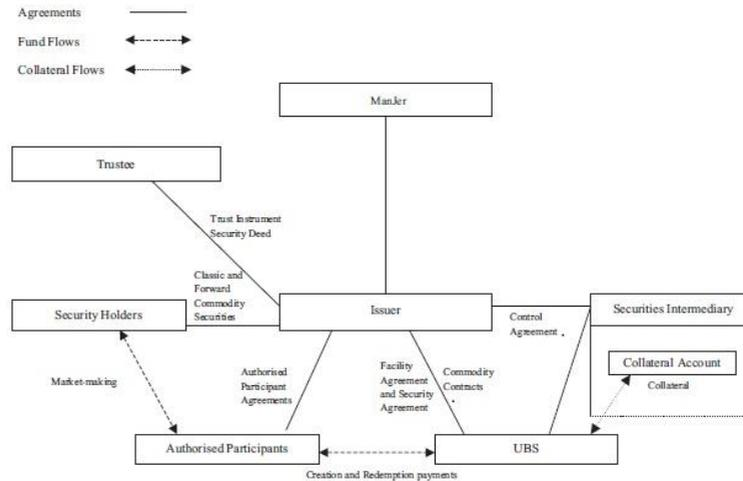 Agreements
Fund Flows
Collateral Flows
ManJer
Trustee
Trust Instrument
Security Deed
Classic and
Forward
Commodity
Securities
Security Holders
Issuer
Securities Intermediary
Control
Agreement
Collateral Account
Collateral
Market-making
Authorised
Participant
Agreements
Facility
Agreement
and Security
Agreement
Commodity
Contracts
Authorised Participants
UBS
Creation and Redemption payments